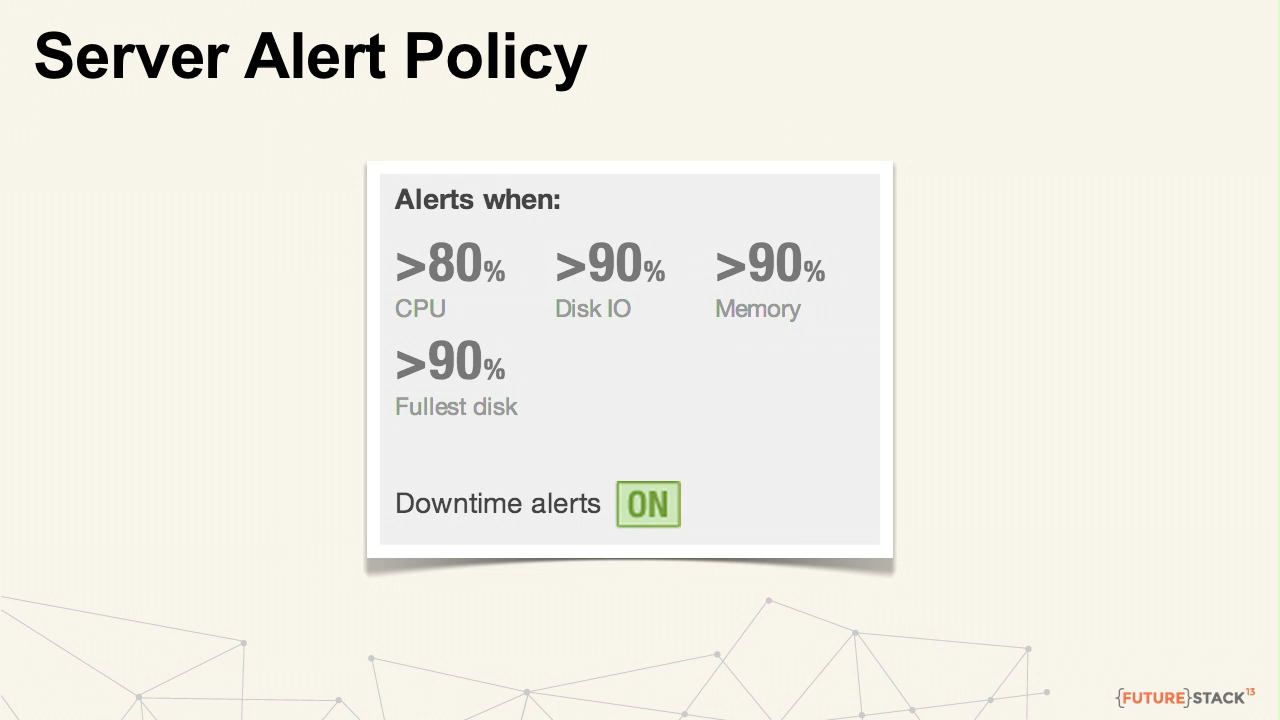 Server Alert Policy
Alerts when:
>80% >90% >90%
CPU Disk IO Memory
>90%
Fullest disk
Downtime alerts ON
{FUTURE}STACK13